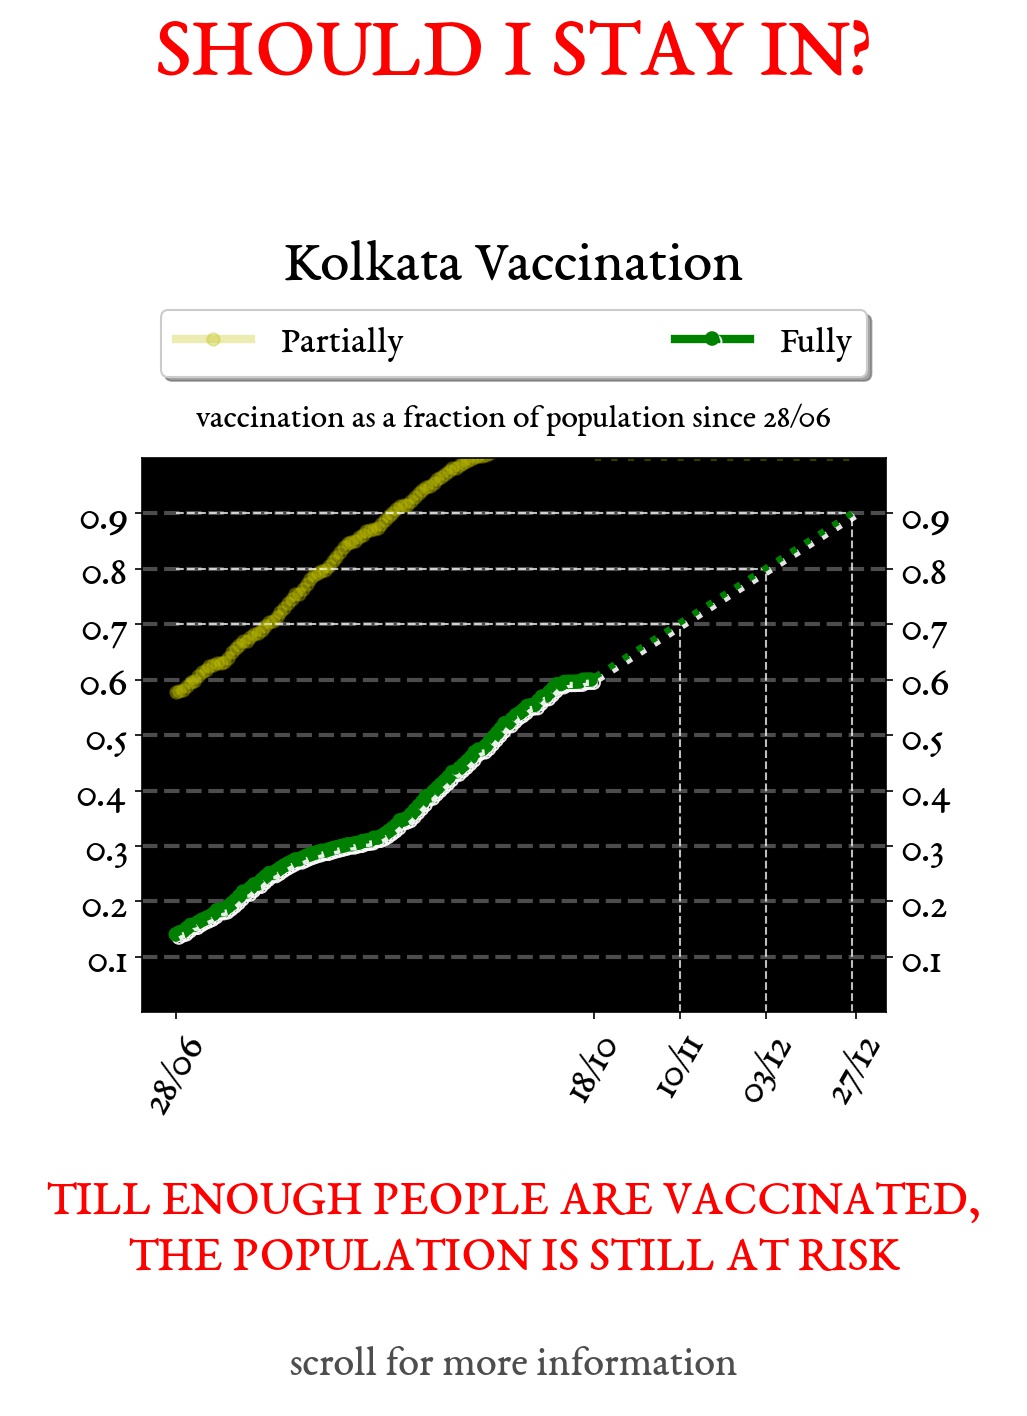 SHOULD I STAY IN?
Kolkata Vaccination
Partially Fully
vaccination as a fraction of population since 28/06
0.9 0.9
0.8 0.8
0.7 0.7
0.6 0.6
0.5 0.5
0.4 0.4
0.3 0.3
0.2 0.2
0.1 0.1
28/06 18/10 10/11 03/12 27/12
TILL ENOUGH PEOPLE ARE VACCINATED,
THE POPULATION IS STILL AT RISK
scroll for more information